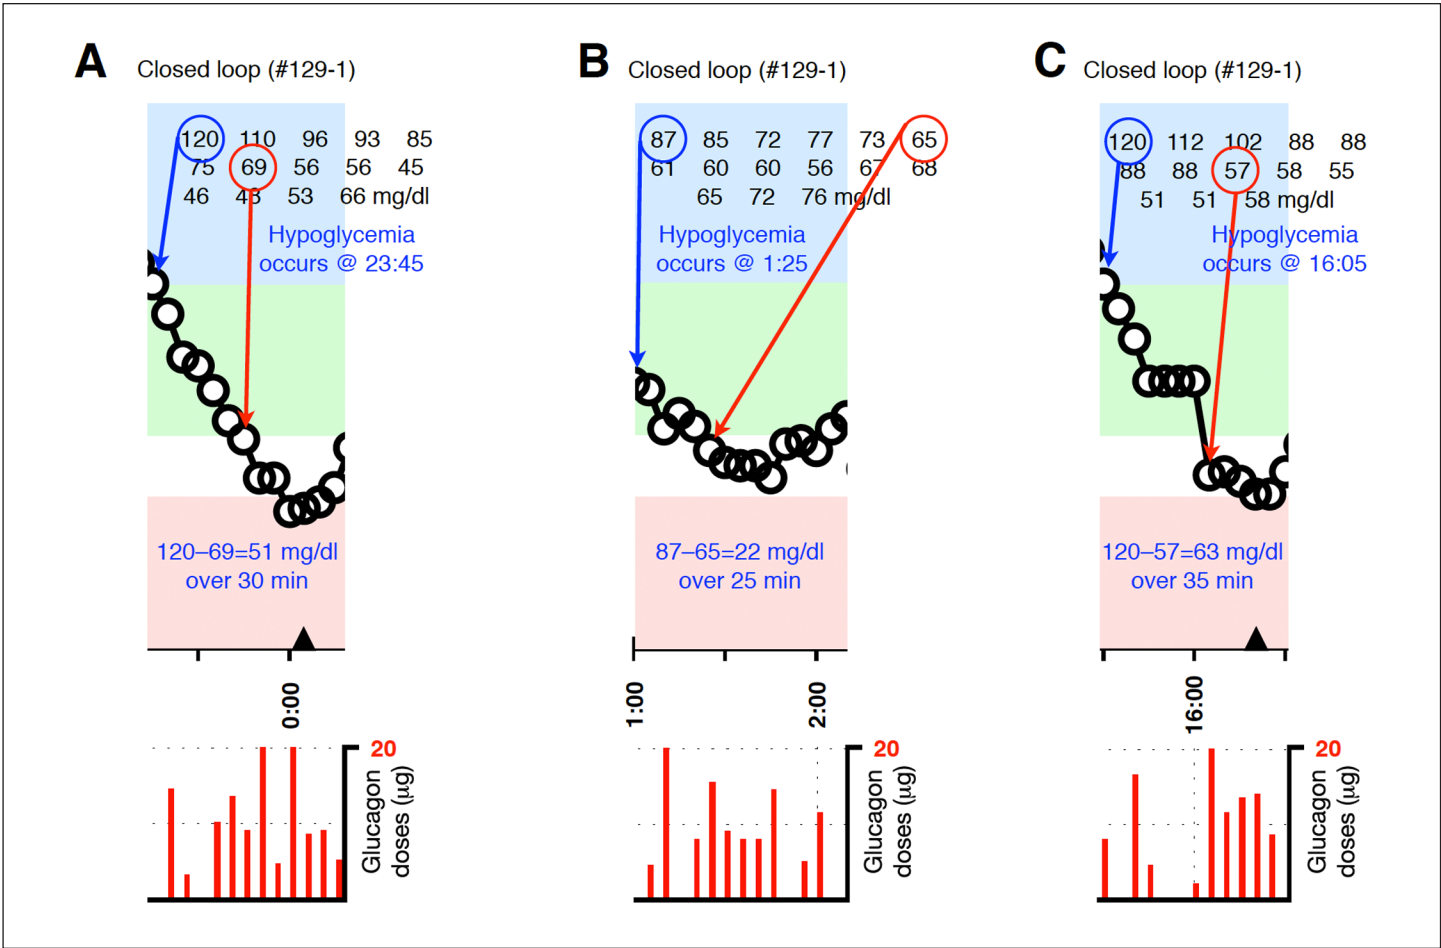 A Closed loop (#129-1)
120 110 96 93 85
75 69 56 56 45
46 43 53 66 mg/dl
Hypoglycemia
occurs @ 23:45
120–69=51 mg/dl
over 30 min
0:00
20
Glucagon
doses (µg)
B Closed loop (#129-1)
87 85 72 77 73 65
61 60 60 56 67 68
65 72 76 mg/dl
Hypoglycemia
occurs @ 1:25
87–65=22 mg/dl
over 25 min
1:00 2:00
20
Glucagon
doses (µg)
C Closed loop (#129-1)
120 112 102 88 88
88 88 57 58 55
51 51 58 mg/dl
Hypoglycemia
occurs @ 16:05
120–57=63 mg/dl
over 35 min
16:00
20
Glucagon
doses (µg)